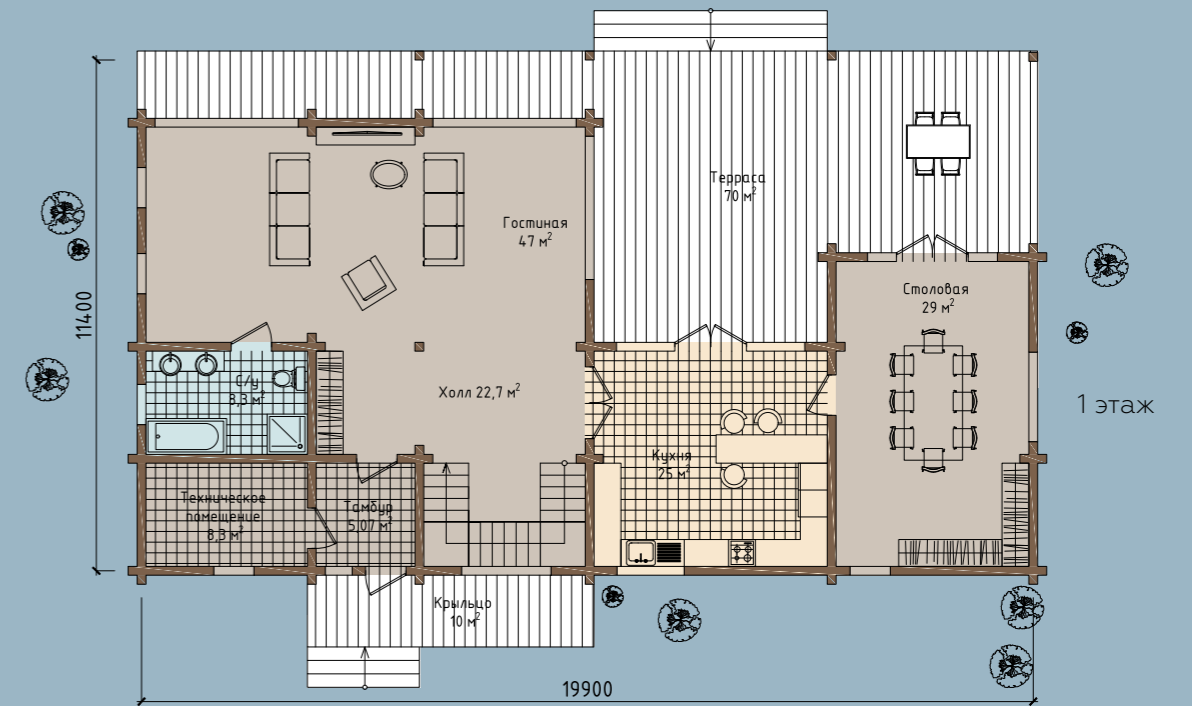 Терраса
70 м²
Гостиная
47 м²
Столовая
29 м²
11400
С/у
8,3 м²
Холл 22,7 м²
1 этаж
Кухня
25 м²
Техническое
помещение
8,3 м²
Тамбур
5,07 м²
Крыльцо
10 м²
19900